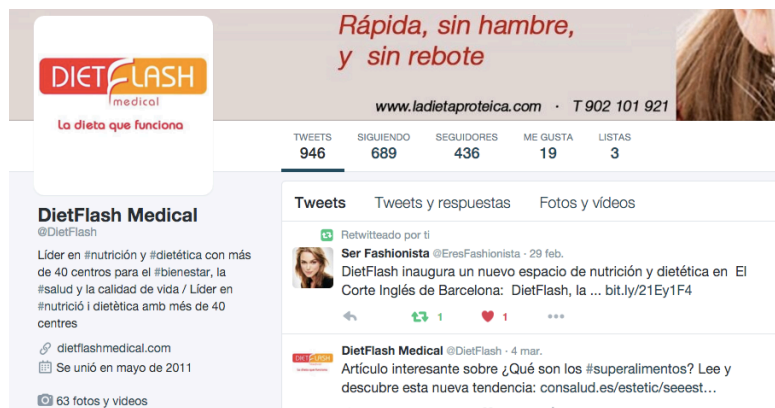 Rápida, sin hambre,
y sin rebote
www.ladietaproteica.com · T 902 101 921
DIETFLASH
medical
La dieta que funciona
TWEETS SIGUIENDO SEGUIDORES ME GUSTA LISTAS
946 689 436 19 3
DietFlash Medical
@DietFlash
Líder en #nutrición y #dietética con más
de 40 centros para el #bienestar, la
#salud y la calidad de vida / Líder en
#nutrició i dietètica amb més de 40
centres
dietflashmedical.com
Se unió en mayo de 2011
63 fotos y videos
Tweets Tweets y respuestas Fotos y vídeos
Retwitteado por ti
Ser Fashionista @EresFashionista · 29 feb.
DietFlash inaugura un nuevo espacio de nutrición y dietética en El
Corte Inglés de Barcelona: DietFlash, la ... bit.ly/21Ey1F4
1 1
DIETFLASH
DietFlash Medical @DietFlash · 4 mar.
Artículo interesante sobre ¿Qué son los #superalimentos? Lee y
descubre esta nueva tendencia: consalud.es/estetic/seeest…